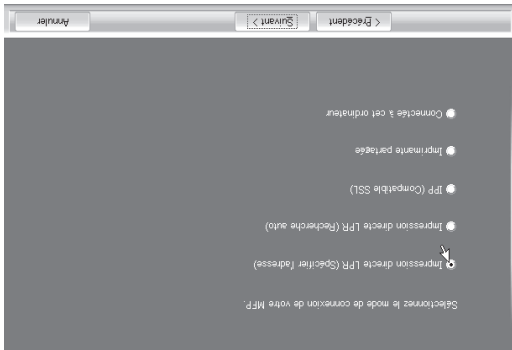 Sélectionnez le mode de connexion de votre MFP.
Impression directe LPR (Spécifier l'adresse)
Impression directe LPR (Recherche auto)
IPP (Compatible SSL)
Imprimante partagée
Connectée à cet ordinateur
< Précédent
Suivant >
Annuler